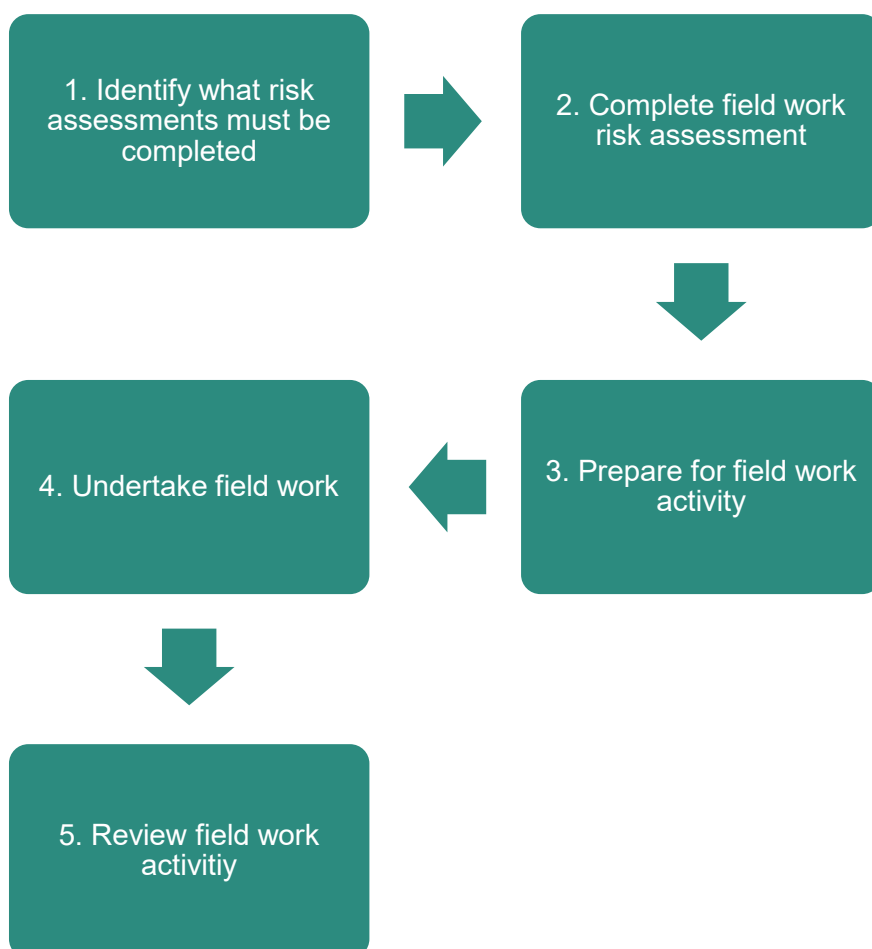 1. Identify what risk
assessments must be
completed
2. Complete field work
risk assessment
3. Prepare for field work
activity
4. Undertake field work
5. Review field work
activitiy